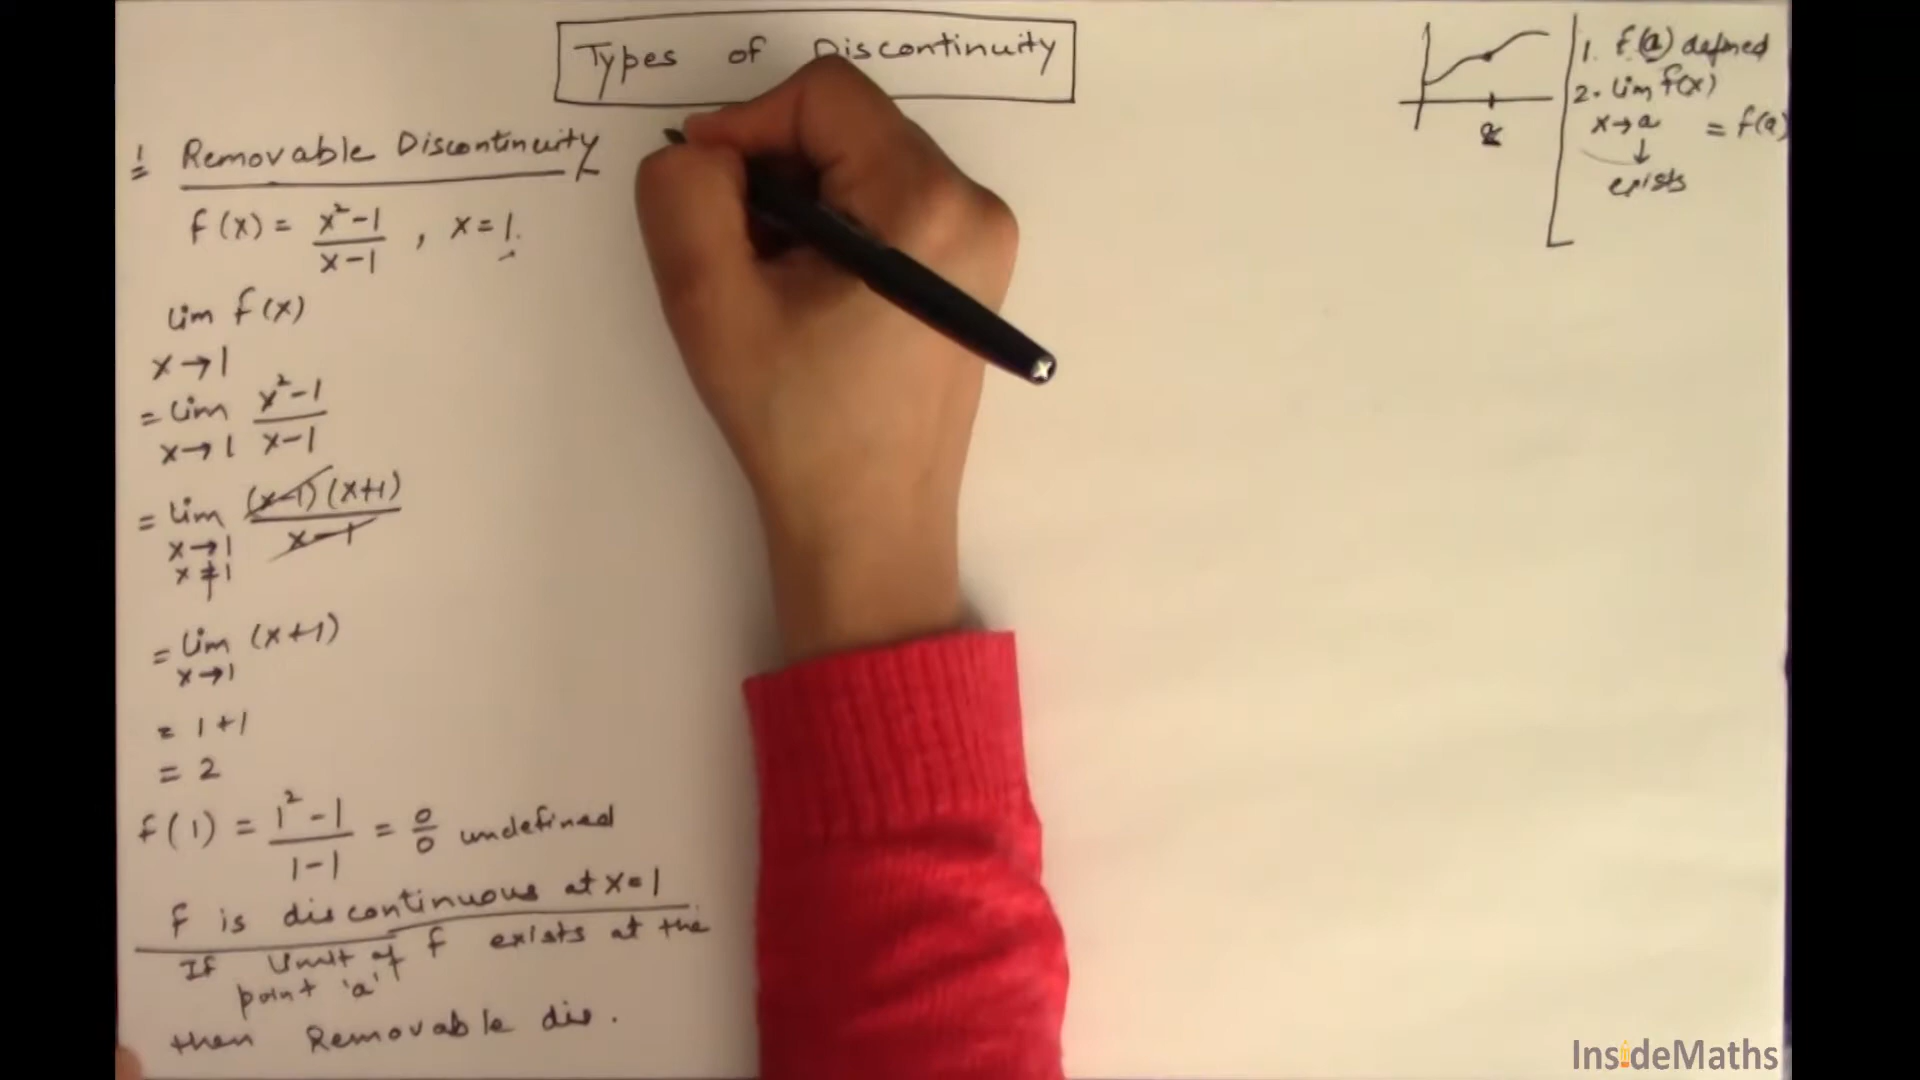 Types of Discontinuity
1 Removable Discontinuity
f(x) = x²-1 / x-1 , x=1.
lim f(x)
x→1
= lim x²-1 / x-1
x→1
= lim (x-1)(x+1) / x-1
x→1
x≠1
= lim (x+1)
x→1
= 1+1
= 2
f(1) = 1²-1 / 1-1 = 0/0 undefined
f is discontinuous at x=1
If limit of f exists at the
point 'a'
then Removable dis.
1. f(a) defined
2. lim f(x)
x→a = f(a)
↓
exists
InsideMaths